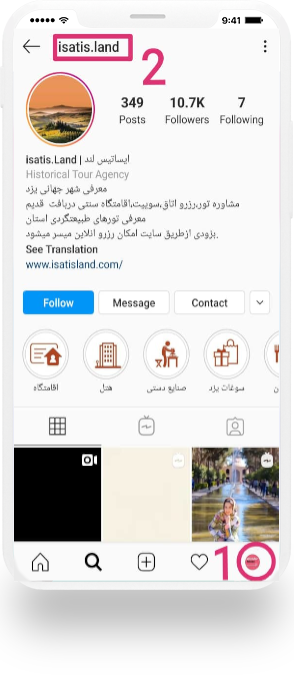 9:41
isatis.land
2
349 10.7K 7
Posts Followers Following
isatis.Land | ایساتیس لند
Historical Tour Agency
معرفی شهر جهانی یزد
مشاوره تور،رزرو اتاق،سوییت،اقامتگاه سنتی دربافت قدیم
معرفی تورهای طبیعتگردی استان
بزودی ازطریق سایت امکان رزرو انلاین میسر میشود.
See Translation
www.isatisland.com/
Follow Message Contact
اقامتگاه هتل صنایع دستی سوغات یزد
1